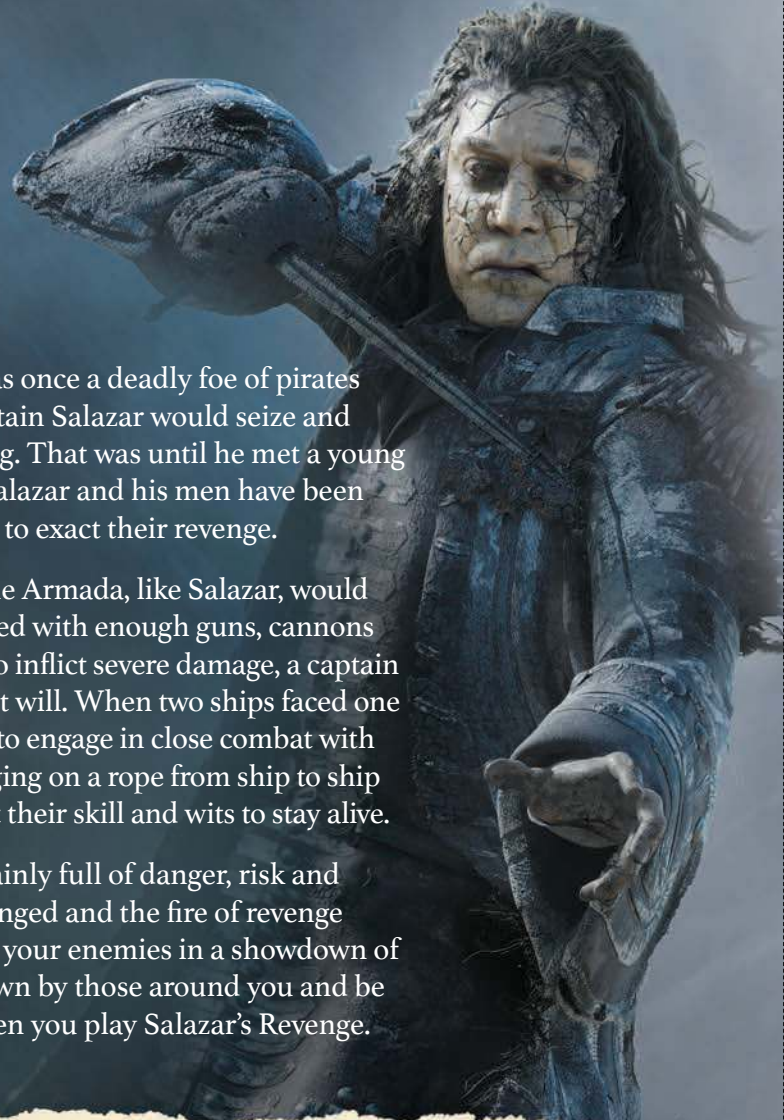 s once a deadly foe of pirates
tain Salazar would seize and
g. That was until he met a young
alazar and his men have been
to exact their revenge.
e Armada, like Salazar, would
ed with enough guns, cannons
o inflict severe damage, a captain
t will. When two ships faced one
to engage in close combat with
ging on a rope from ship to ship
t their skill and wits to stay alive.
ainly full of danger, risk and
nged and the fire of revenge
your enemies in a showdown of
wn by those around you and be
en you play Salazar’s Revenge.